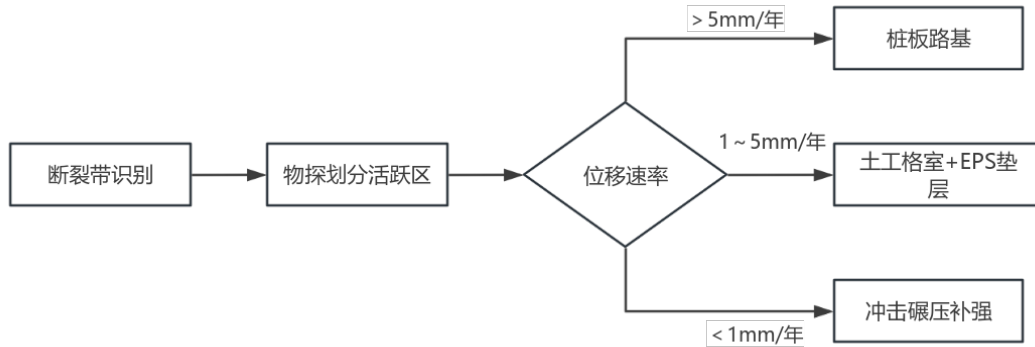 ＞5mm/年
桩板路基
断裂带识别
物探划分活跃区
位移速率
1～5mm/年
土工格室+EPS垫
层
＜1mm/年
冲击碾压补强